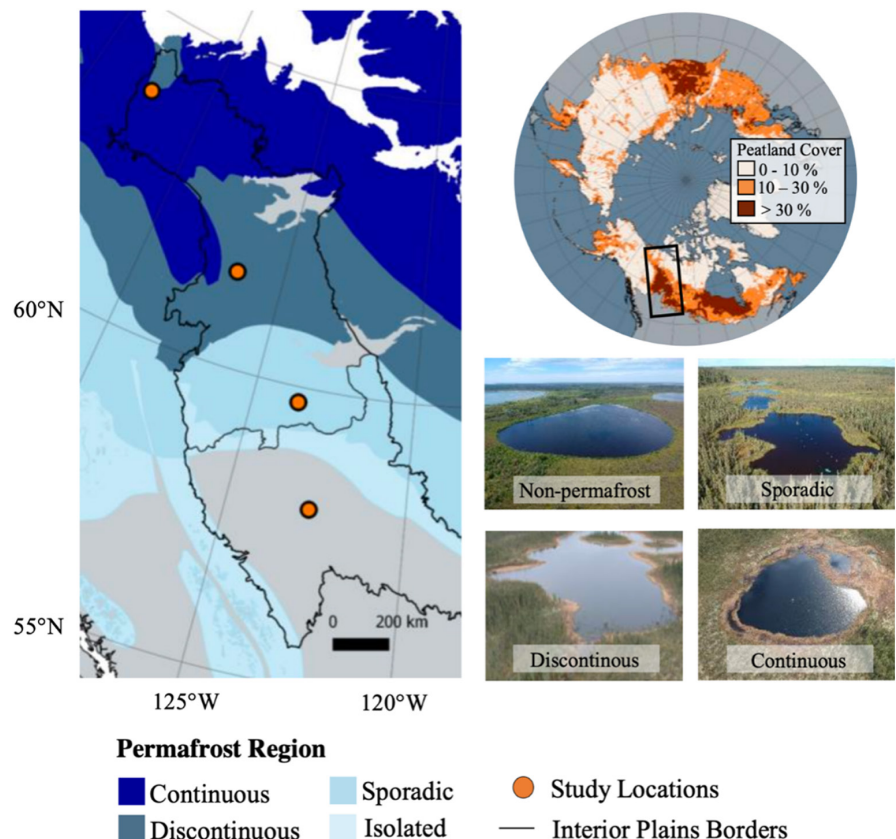 60°N
55°N
125°W
120°W
0 200 km
Peatland Cover
0 - 10 %
10 – 30 %
> 30 %
Non-permafrost
Sporadic
Discontinous
Continuous
Permafrost Region
Continuous
Discontinuous
Sporadic
Isolated
Study Locations
Interior Plains Borders